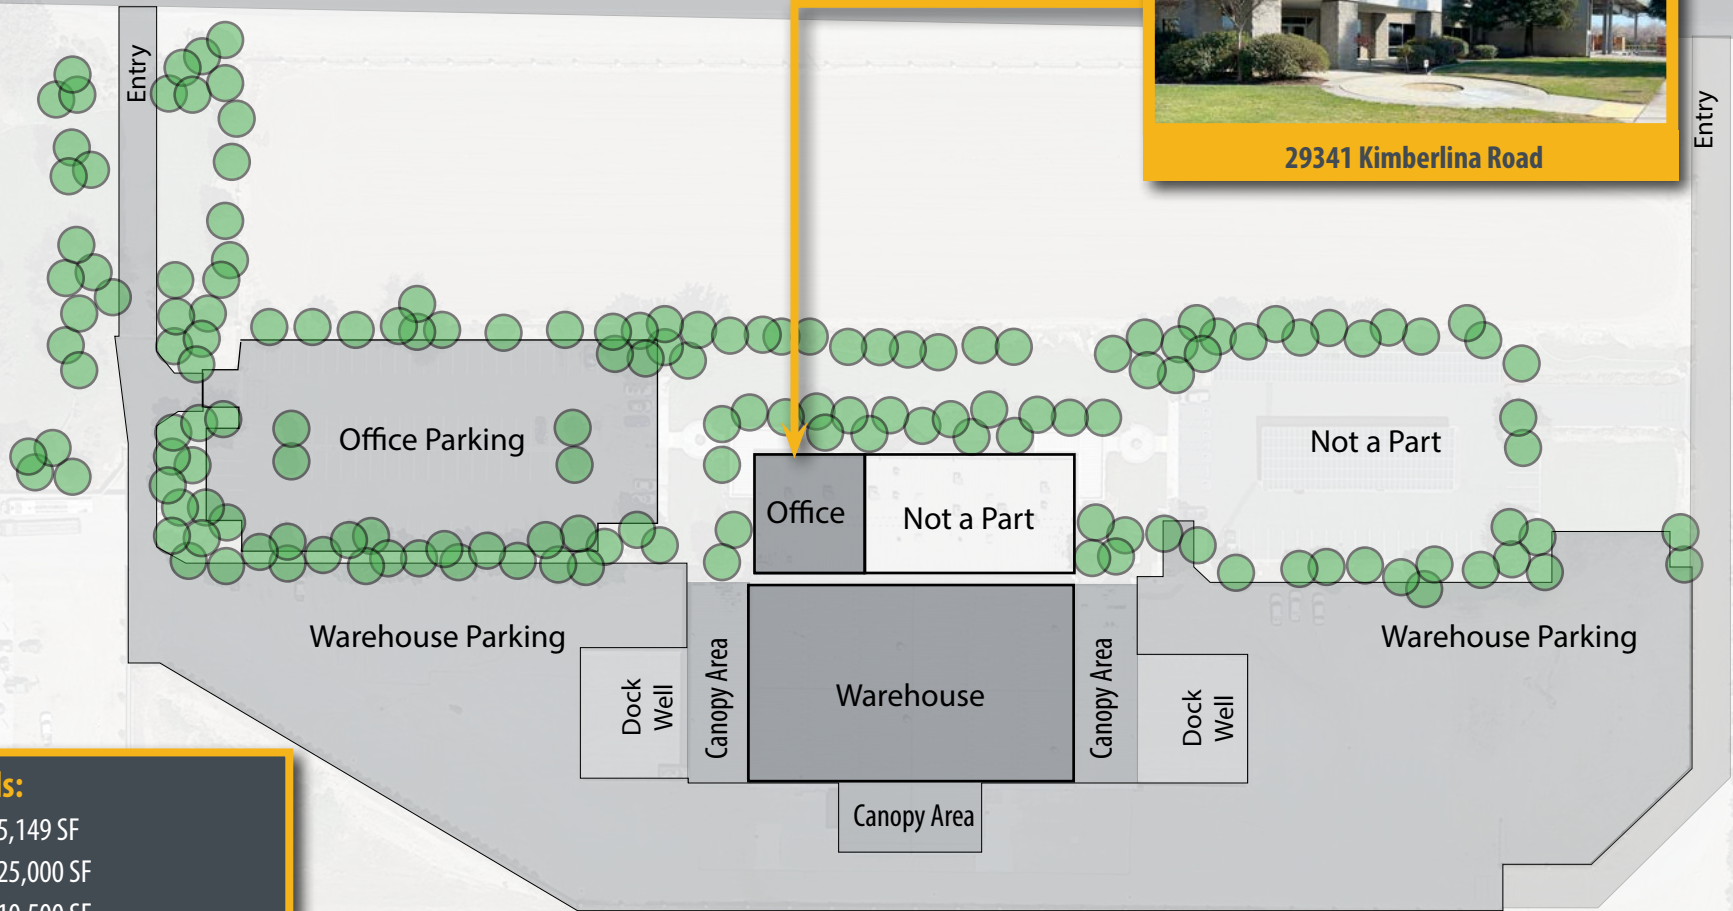 Entry
Entry
29341 Kimberlina Road
Office Parking
Not a Part
Office
Not a Part
Warehouse Parking
Warehouse Parking
Dock
Well
Canopy Area
Warehouse
Canopy Area
Dock
Well
Canopy Area
ls:
5,149 SF
25,000 SF